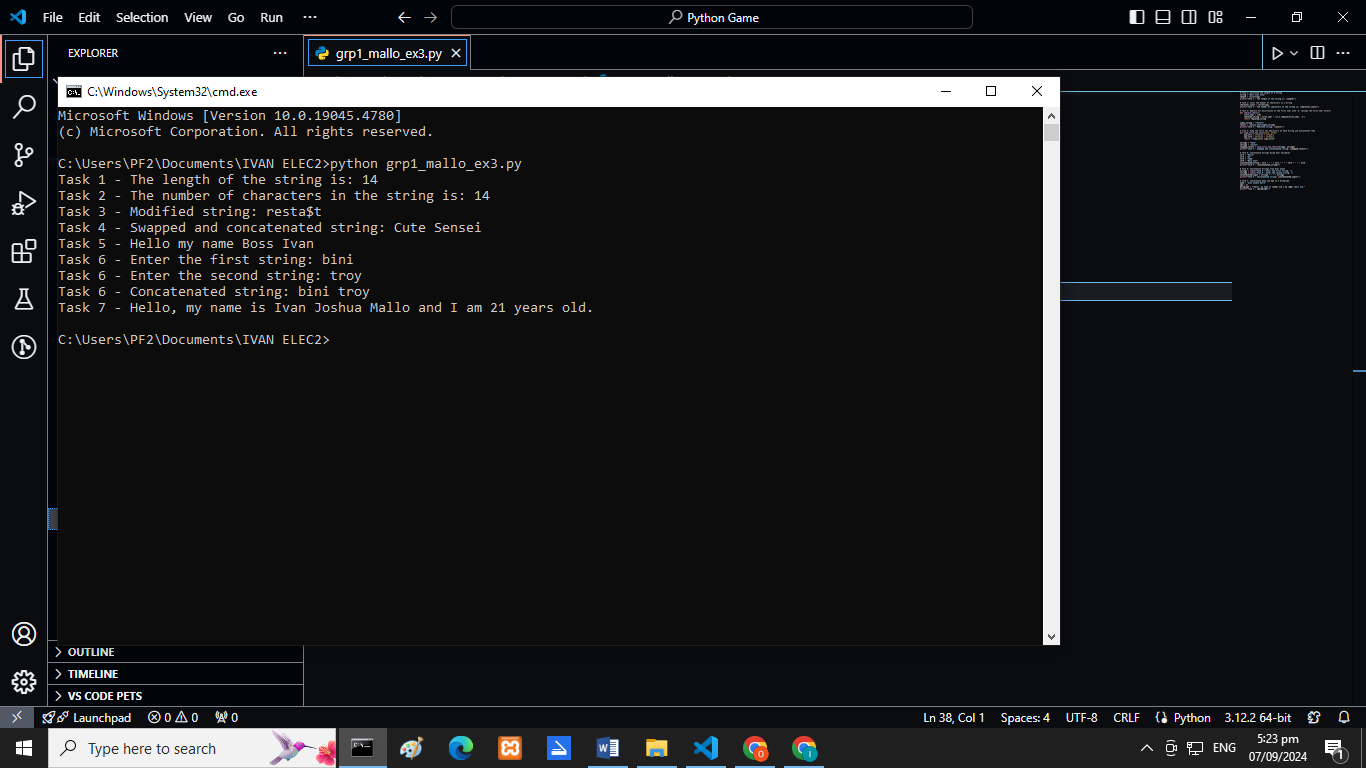 File Edit Selection View Go Run ··· Python Game
EXPLORER ···
grp1_mallo_ex3.py
C:\Windows\System32\cmd.exe
Microsoft Windows [Version 10.0.19045.4780]
(c) Microsoft Corporation. All rights reserved.
C:\Users\PF2\Documents\IVAN ELEC2>python grp1_mallo_ex3.py
Task 1 - The length of the string is: 14
Task 2 - The number of characters in the string is: 14
Task 3 - Modified string: resta$t
Task 4 - Swapped and concatenated string: Cute Sensei
Task 5 - Hello my name Boss Ivan
Task 6 - Enter the first string: bini
Task 6 - Enter the second string: troy
Task 6 - Concatenated string: bini troy
Task 7 - Hello, my name is Ivan Joshua Mallo and I am 21 years old.
C:\Users\PF2\Documents\IVAN ELEC2>
OUTLINE
TIMELINE
VS CODE PETS
Launchpad 0 0 0 Ln 38, Col 1 Spaces: 4 UTF-8 CRLF Python 3.12.2 64-bit
Type here to search
ENG
5:23 pm
07/09/2024
1